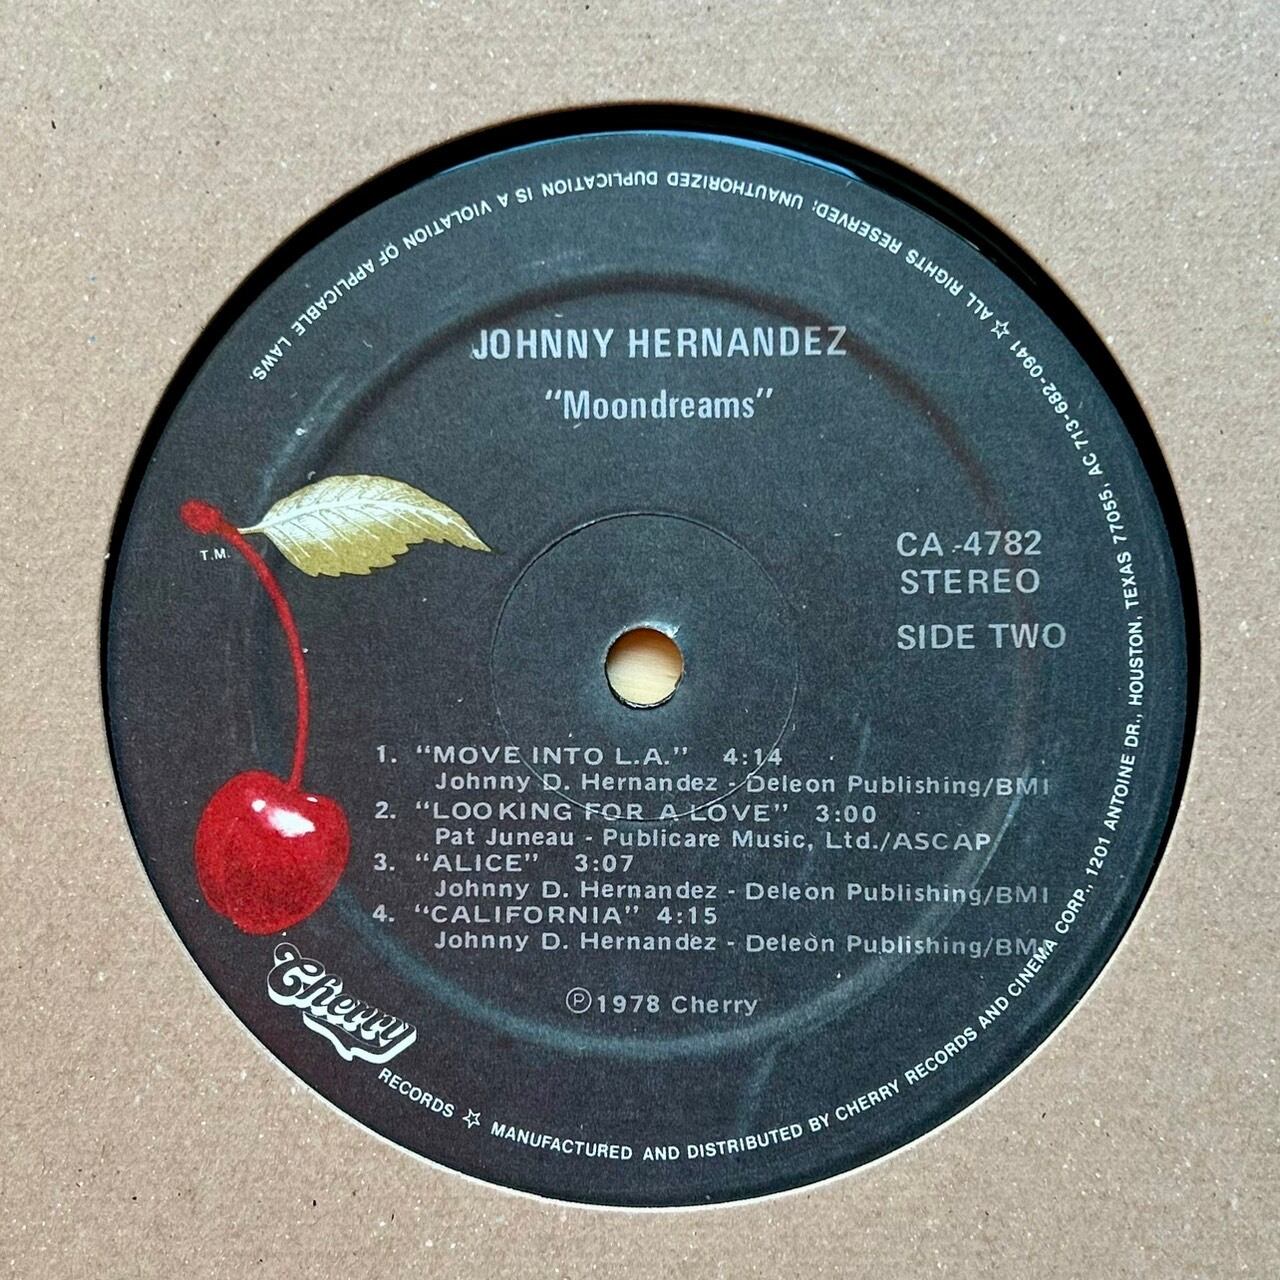 JOHNNY HERNANDEZ
"Moondreams"
T.M.
CA-4782
STEREO
SIDE TWO
1. "MOVE INTO L.A." 4:14
Johnny D. Hernandez - Deleon Publishing/BMI
2. "LOOKING FOR A LOVE" 3:00
Pat Juneau - Publicare Music, Ltd./ASCAP
3. "ALICE" 3:07
Johnny D. Hernandez - Deleon Publishing/BMI
4. "CALIFORNIA" 4:15
Johnny D. Hernandez - Deleon Publishing/BMI
Ⓟ1978 Cherry
Cherry
RECORDS ☆ MANUFACTURED AND DISTRIBUTED BY CHERRY RECORDS AND CINEMA CORP., 1201 ANTOINE DR., HOUSTON, TEXAS 77055, AC 713-682-0941 ☆ ALL RIGHTS RESERVED; UNAUTHORIZED DUPLICATION IS A VIOLATION OF APPLICABLE LAWS.